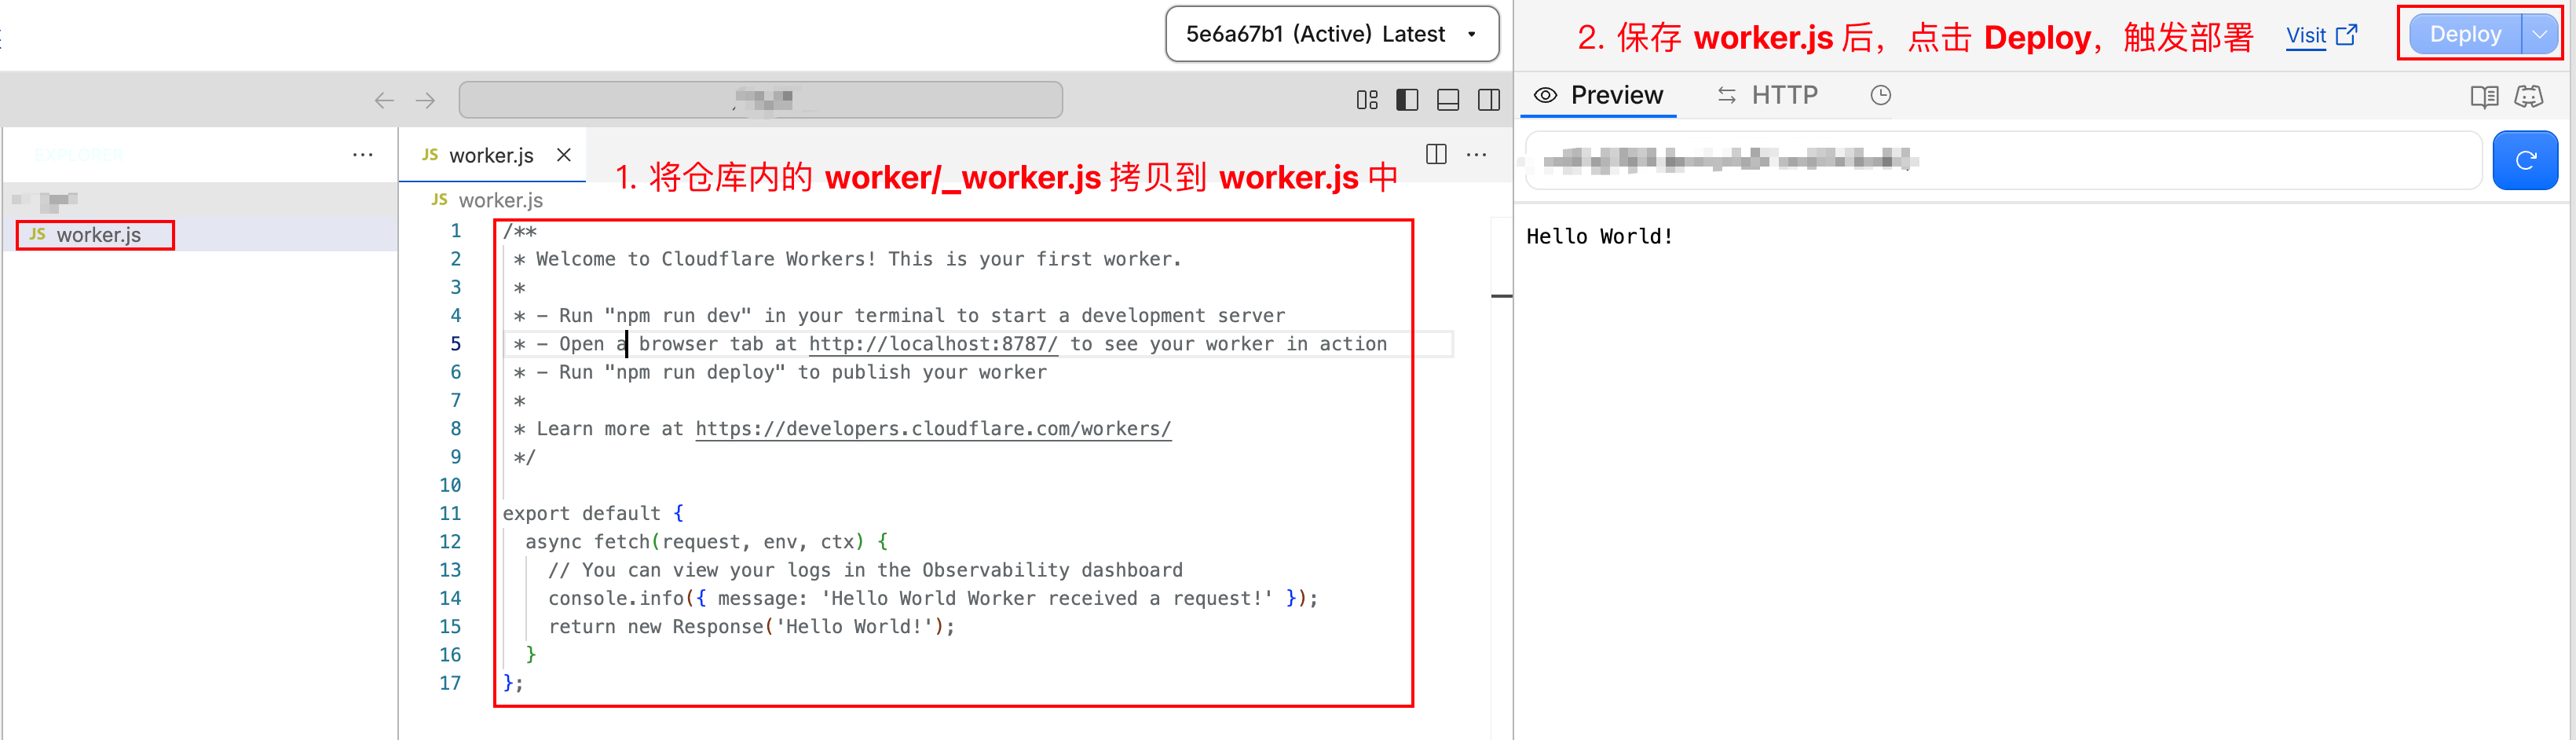 5e6a67b1 (Active) Latest
2. 保存 worker.js 后，点击 Deploy，触发部署
Visit
Deploy
Preview
HTTP
EXPLORER
JS worker.js
1. 将仓库内的 worker/_worker.js 拷贝到 worker.js 中
JS worker.js
JS worker.js
Hello World!
1 /**
2 * Welcome to Cloudflare Workers! This is your first worker.
3 *
4 * - Run "npm run dev" in your terminal to start a development server
5 * - Open a browser tab at http://localhost:8787/ to see your worker in action
6 * - Run "npm run deploy" to publish your worker
7 *
8 * Learn more at https://developers.cloudflare.com/workers/
9 */
10
11 export default {
12 async fetch(request, env, ctx) {
13 // You can view your logs in the Observability dashboard
14 console.info({ message: 'Hello World Worker received a request!' });
15 return new Response('Hello World!');
16 }
17 };